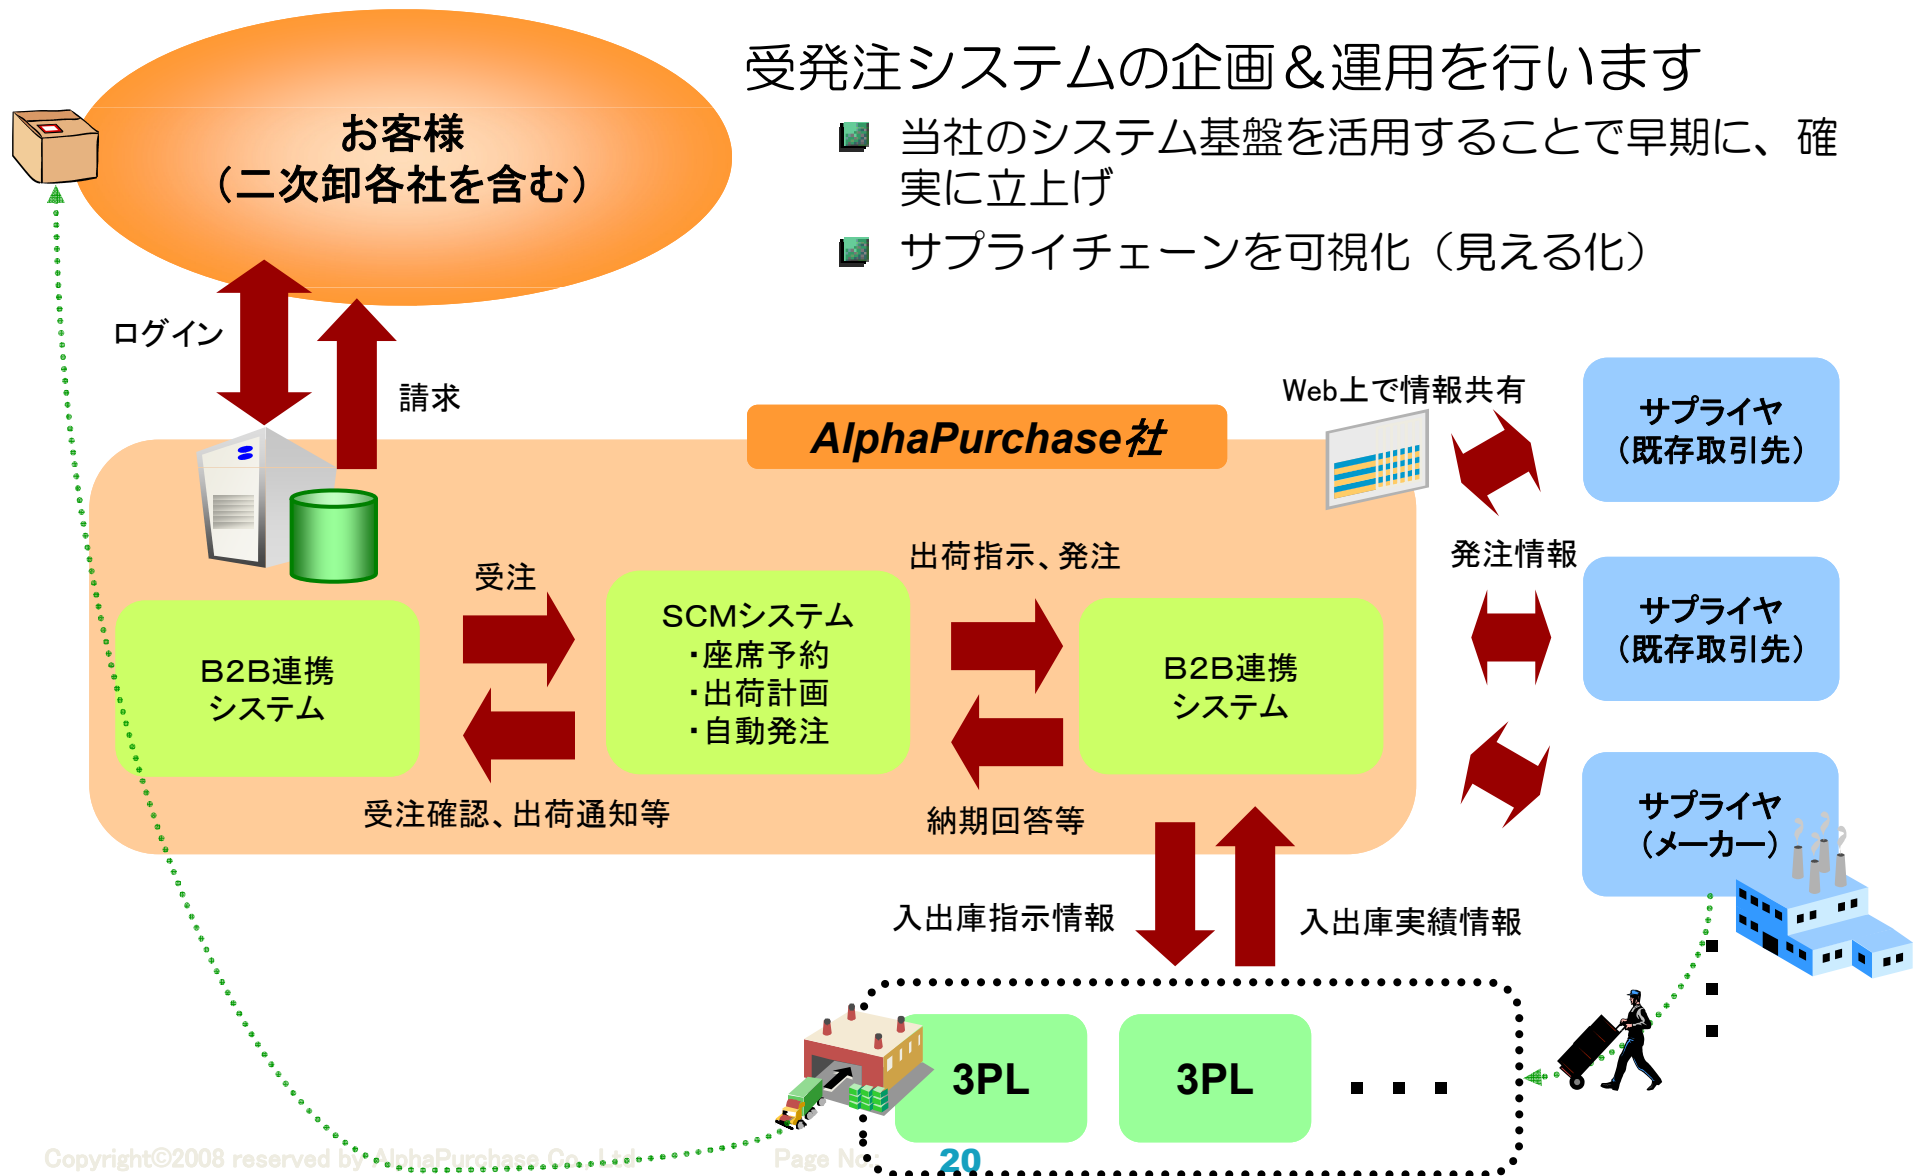 受発注システムの企画＆運用を行います
当社のシステム基盤を活用することで早期に、確
実に立上げ
サプライチェーンを可視化（見える化）
お客様
（二次卸各社を含む）
ログイン
請求
AlphaPurchase社
Web上で情報共有
サプライヤ
（既存取引先）
発注情報
サプライヤ
（既存取引先）
サプライヤ
（メーカー）
受注
出荷指示、発注
B2B連携
システム
SCMシステム
・座席予約
・出荷計画
・自動発注
B2B連携
システム
受注確認、出荷通知等
納期回答等
入出庫指示情報
入出庫実績情報
3PL
3PL
Copyright©2008 reserved by AlphaPurchase Co., Ltd
Page No: 20